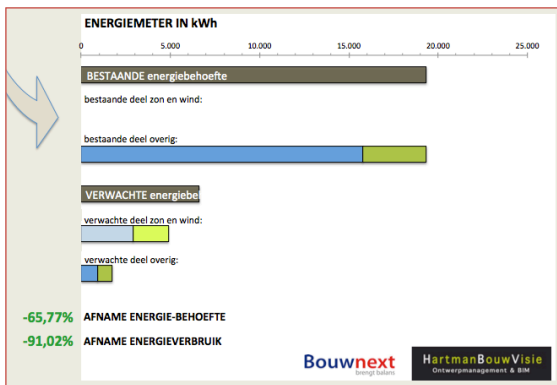 ENERGIEMETER IN kWh
0 5.000 10.000 15.000 20.000 25.000
BESTAANDE energiebehoefte
bestaande deel zon en wind:
bestaande deel overig:
VERWACHTE energiebe
verwachte deel zon en wind:
verwachte deel overig:
-65,77% AFNAME ENERGIE-BEHOEFTE
-91,02% AFNAME ENERGIEVERBRUIK
Bouwnext
brengt balans
HartmanBouwVisie
Ontwerpmanagement & BIM